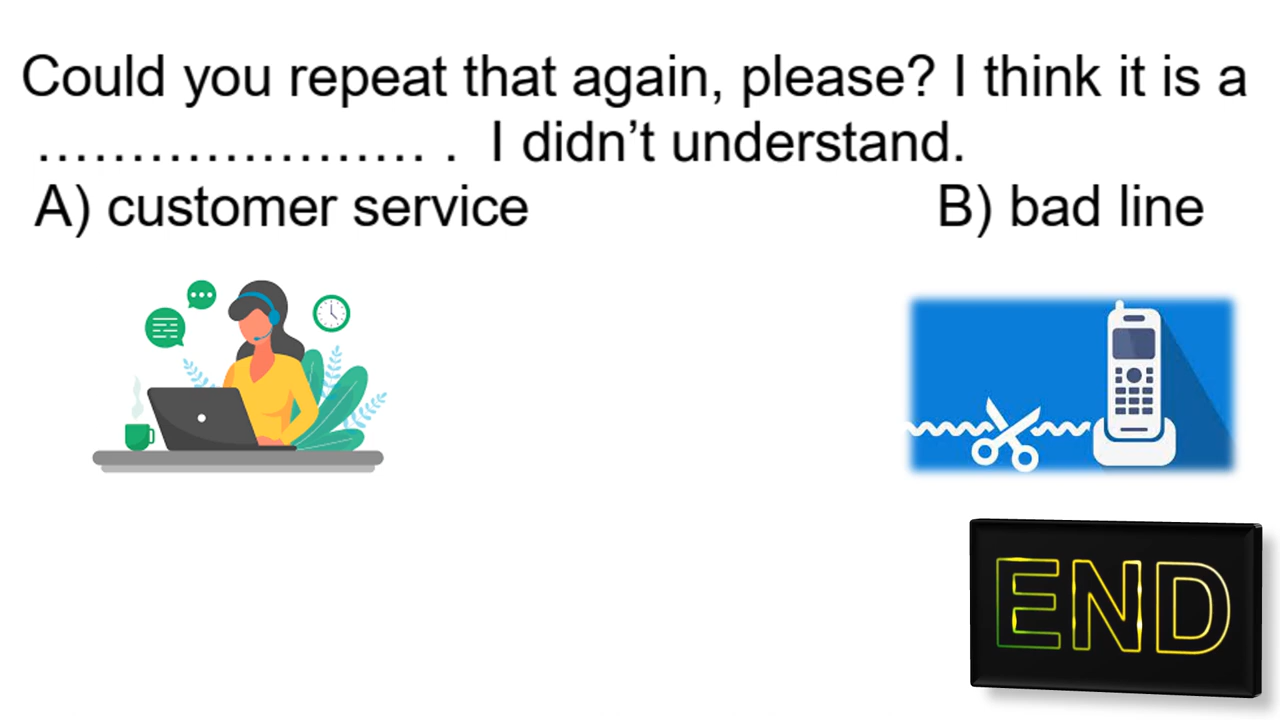 Could you repeat that again, please? I think it is a
..................... .  I didn’t understand.
A) customer service B) bad line
END